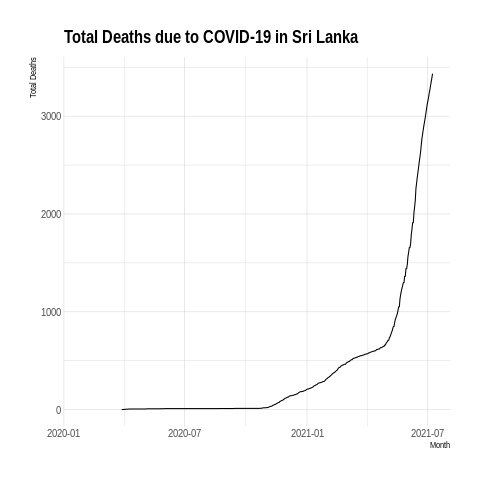 Total Deaths due to COVID-19 in Sri Lanka
Total Deaths
3000
2000
1000
0
2020-01 2020-07 2021-01 2021-07
Month